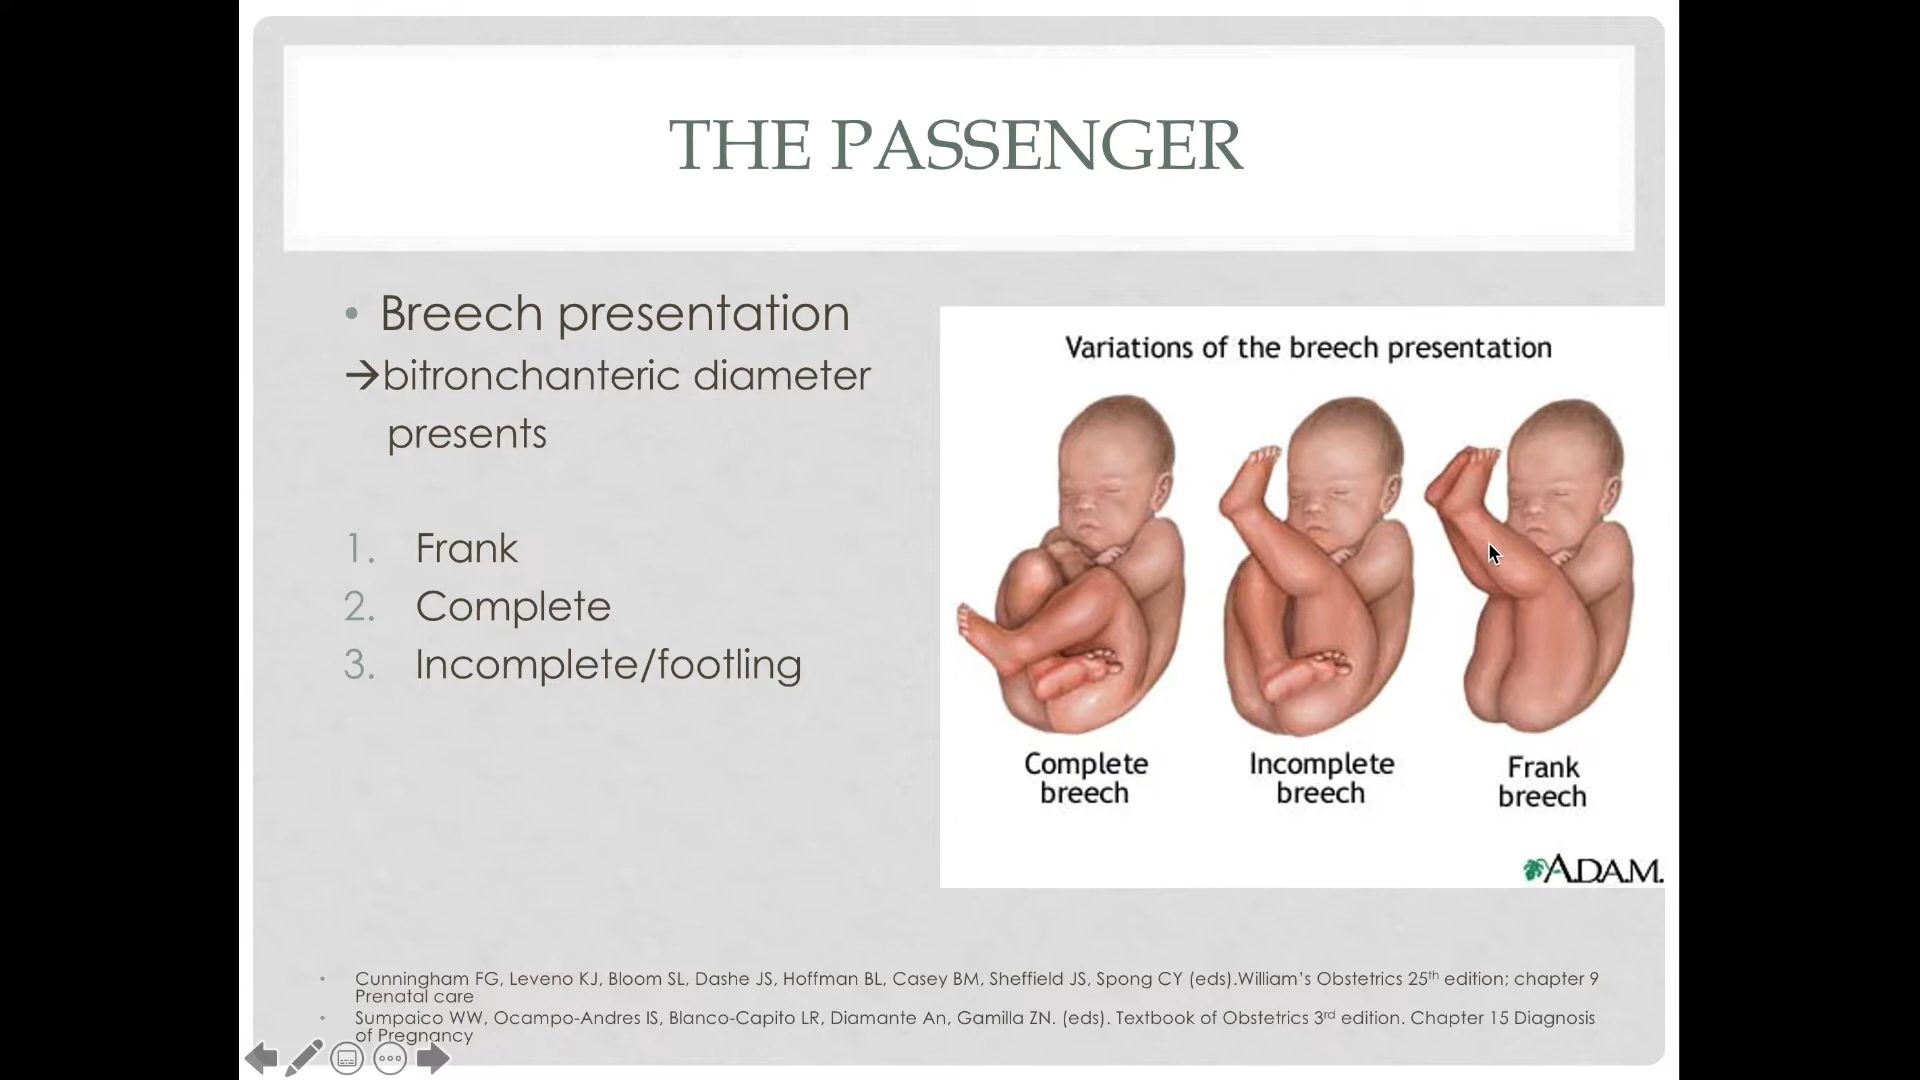 THE PASSENGER
• Breech presentation
→bitronchanteric diameter
presents
1. Frank
2. Complete
3. Incomplete/footling
Variations of the breech presentation
Complete
breech
Incomplete
breech
Frank
breech
A.D.A.M.
• Cunningham FG, Leveno KJ, Bloom SL, Dashe JS, Hoffman BL, Casey BM, Sheffield JS, Spong CY (eds).William's Obstetrics 25th edition; chapter 9
Prenatal care
• Sumpaico WW, Ocampo-Andres IS, Blanco-Capito LR, Diamante An, Gamilla ZN. (eds). Textbook of Obstetrics 3rd edition. Chapter 15 Diagnosis
of Pregnancy